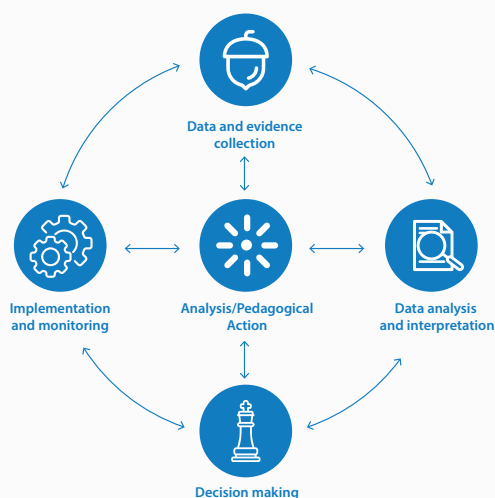 Data and evidence
collection
Implementation
and monitoring
Analysis/Pedagogical
Action
Data analysis
and interpretation
Decision making